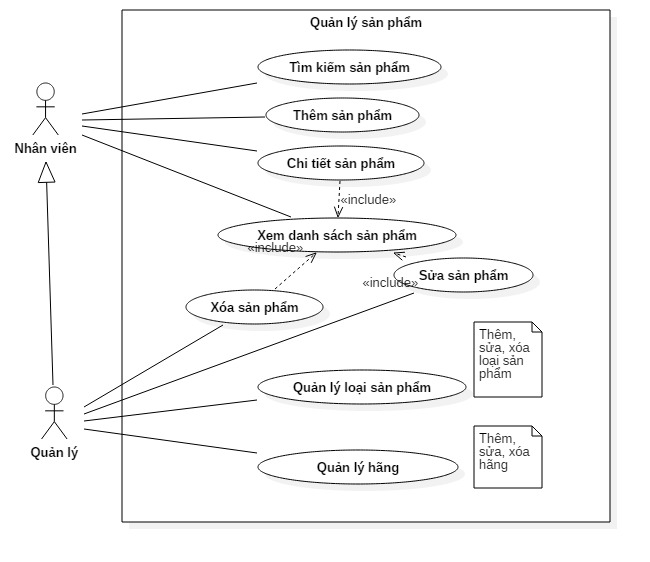 Quản lý sản phẩm
Tìm kiếm sản phẩm
Thêm sản phẩm
Nhân viên
Chi tiết sản phẩm
«include»
Xem danh sách sản phẩm
«include»
Sửa sản phẩm
«include»
Xóa sản phẩm
Thêm,
sửa, xóa
loại sản
phẩm
Quản lý loại sản phẩm
Quản lý
Thêm,
sửa, xóa
hãng
Quản lý hãng